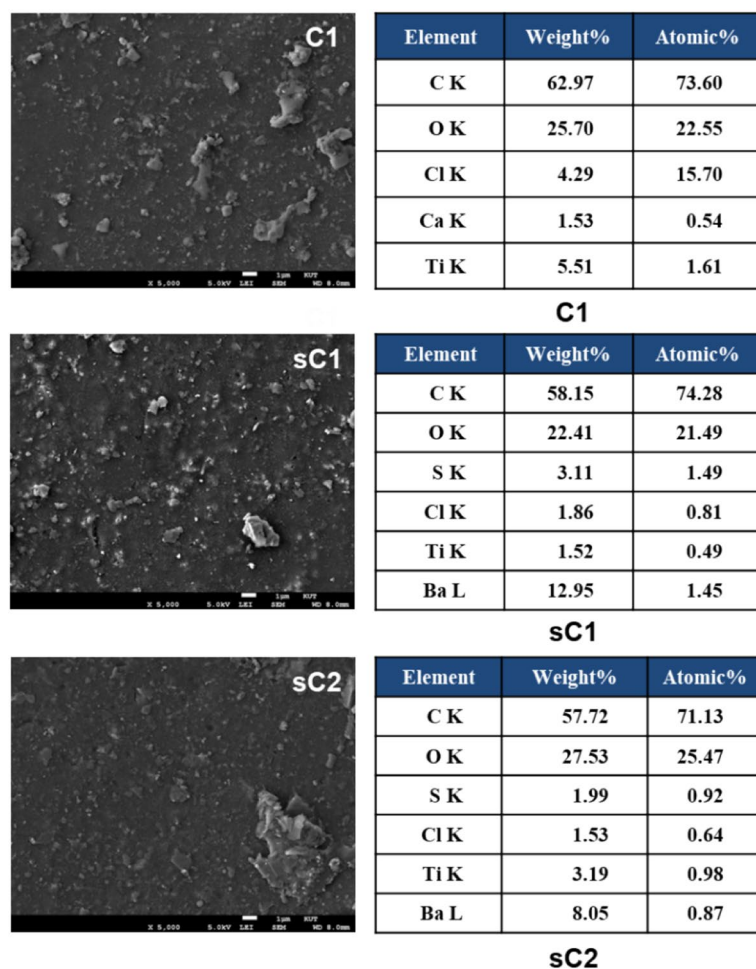 C1
X 5,000 5.0kV LEI SEM 1µm KUT WD 8.0mm
Element Weight% Atomic%
C K 62.97 73.60
O K 25.70 22.55
Cl K 4.29 15.70
Ca K 1.53 0.54
Ti K 5.51 1.61
C1
sC1
X 5,000 5.0kV LEI SEM 1µm KUT WD 8.0mm
Element Weight% Atomic%
C K 58.15 74.28
O K 22.41 21.49
S K 3.11 1.49
Cl K 1.86 0.81
Ti K 1.52 0.49
Ba L 12.95 1.45
sC1
sC2
X 5,000 5.0kV LEI SEM 1µm KUT WD 8.0mm
Element Weight% Atomic%
C K 57.72 71.13
O K 27.53 25.47
S K 1.99 0.92
Cl K 1.53 0.64
Ti K 3.19 0.98
Ba L 8.05 0.87
sC2